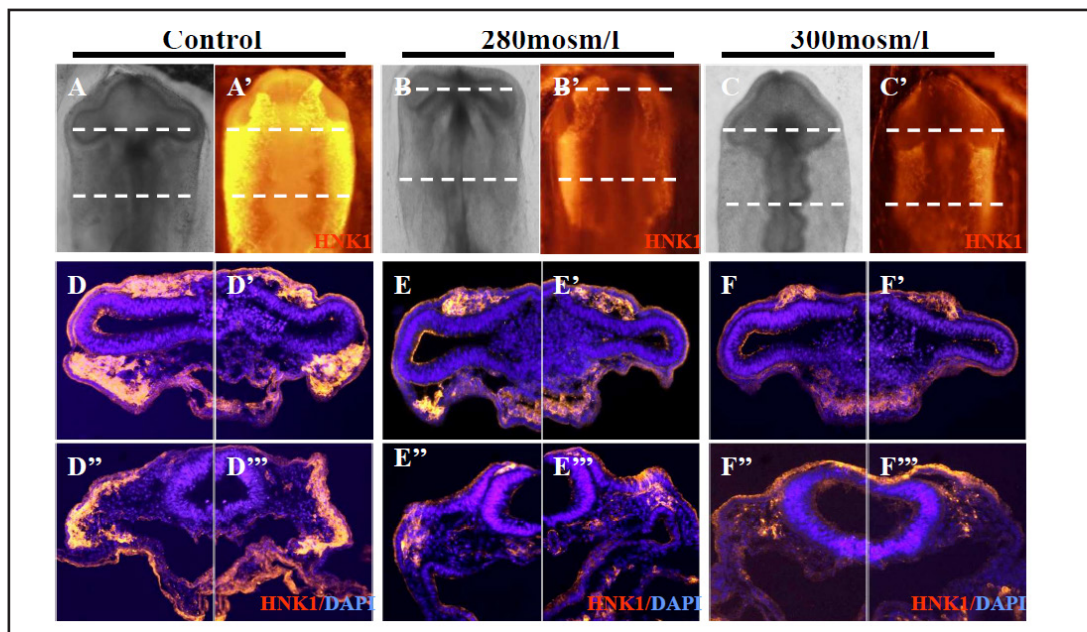 Control 280mosm/l 300mosm/l
A A’ B B’ C C’
HNK1 HNK1 HNK1
D D’ E E’ F F’
D’’ D’’’ E’’ E’’’ F’’ F’’’
HNK1/DAPI HNK1/DAPI HNK1/DAPI